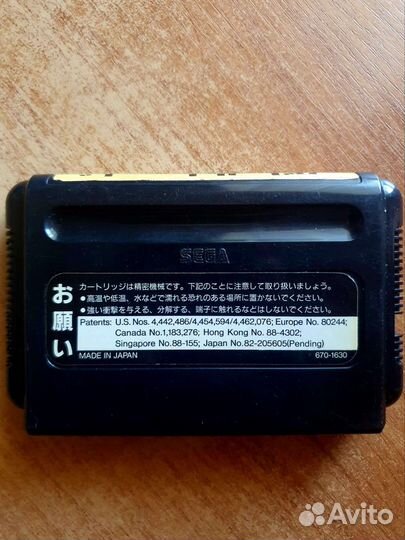 SEGA
お願い
カートリッジは精密機械です。下記のことに注意して取り扱いましょう。
●高温や低温、水などで濡れる恐れのある場所に置かないでください。
●強い衝撃を与える、分解する、端子に触れるなどはしないでください。
Patents: U.S. Nos. 4,442,486/4,454,594/4,462,076; Europe No. 80244;
Canada No.1,183,276; Hong Kong No. 88-4302;
Singapore No.88-155; Japan No.82-205605(Pending)
MADE IN JAPAN 670-1630
Avito